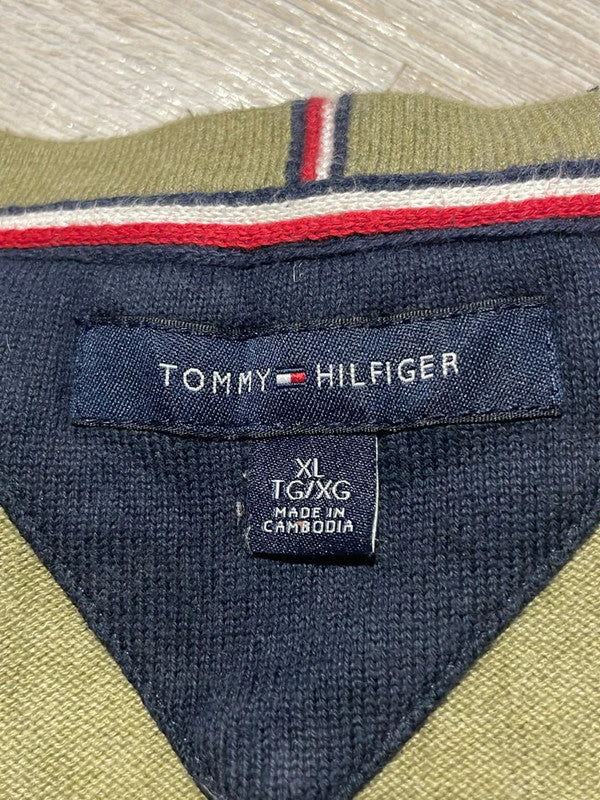 TOMMY HILFIGER
XL
TG/XG
MADE IN
CAMBODIA